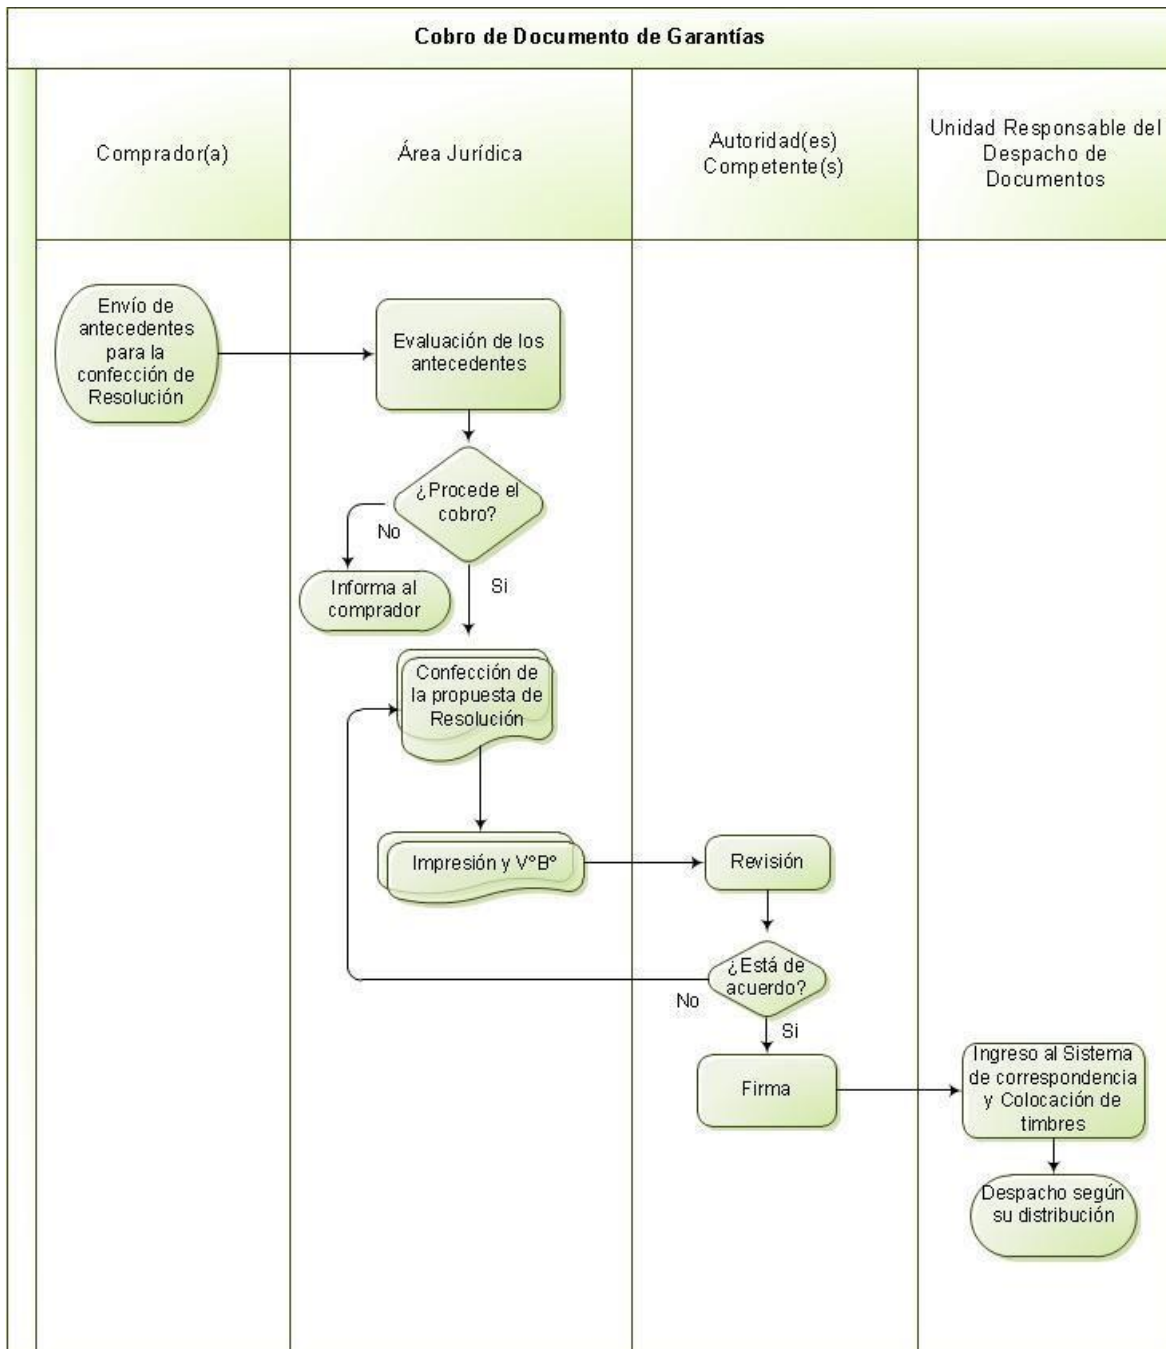 Cobro de Documento de Garantías
Comprador(a)
Área Jurídica
Autoridad(es)
Competente(s)
Unidad Responsable del
Despacho de
Documentos
Envío de
antecedentes
para la
confección de
Resolución
Evaluación de los
antecedentes
¿Procede el
cobro?
No
Informa al
comprador
Si
Confección de
la propuesta de
Resolución
Impresión y V°B°
Revisión
¿Está de
acuerdo?
No
Si
Firma
Ingreso al Sistema
de correspondencia
y Colocación de
timbres
Despacho según
su distribución